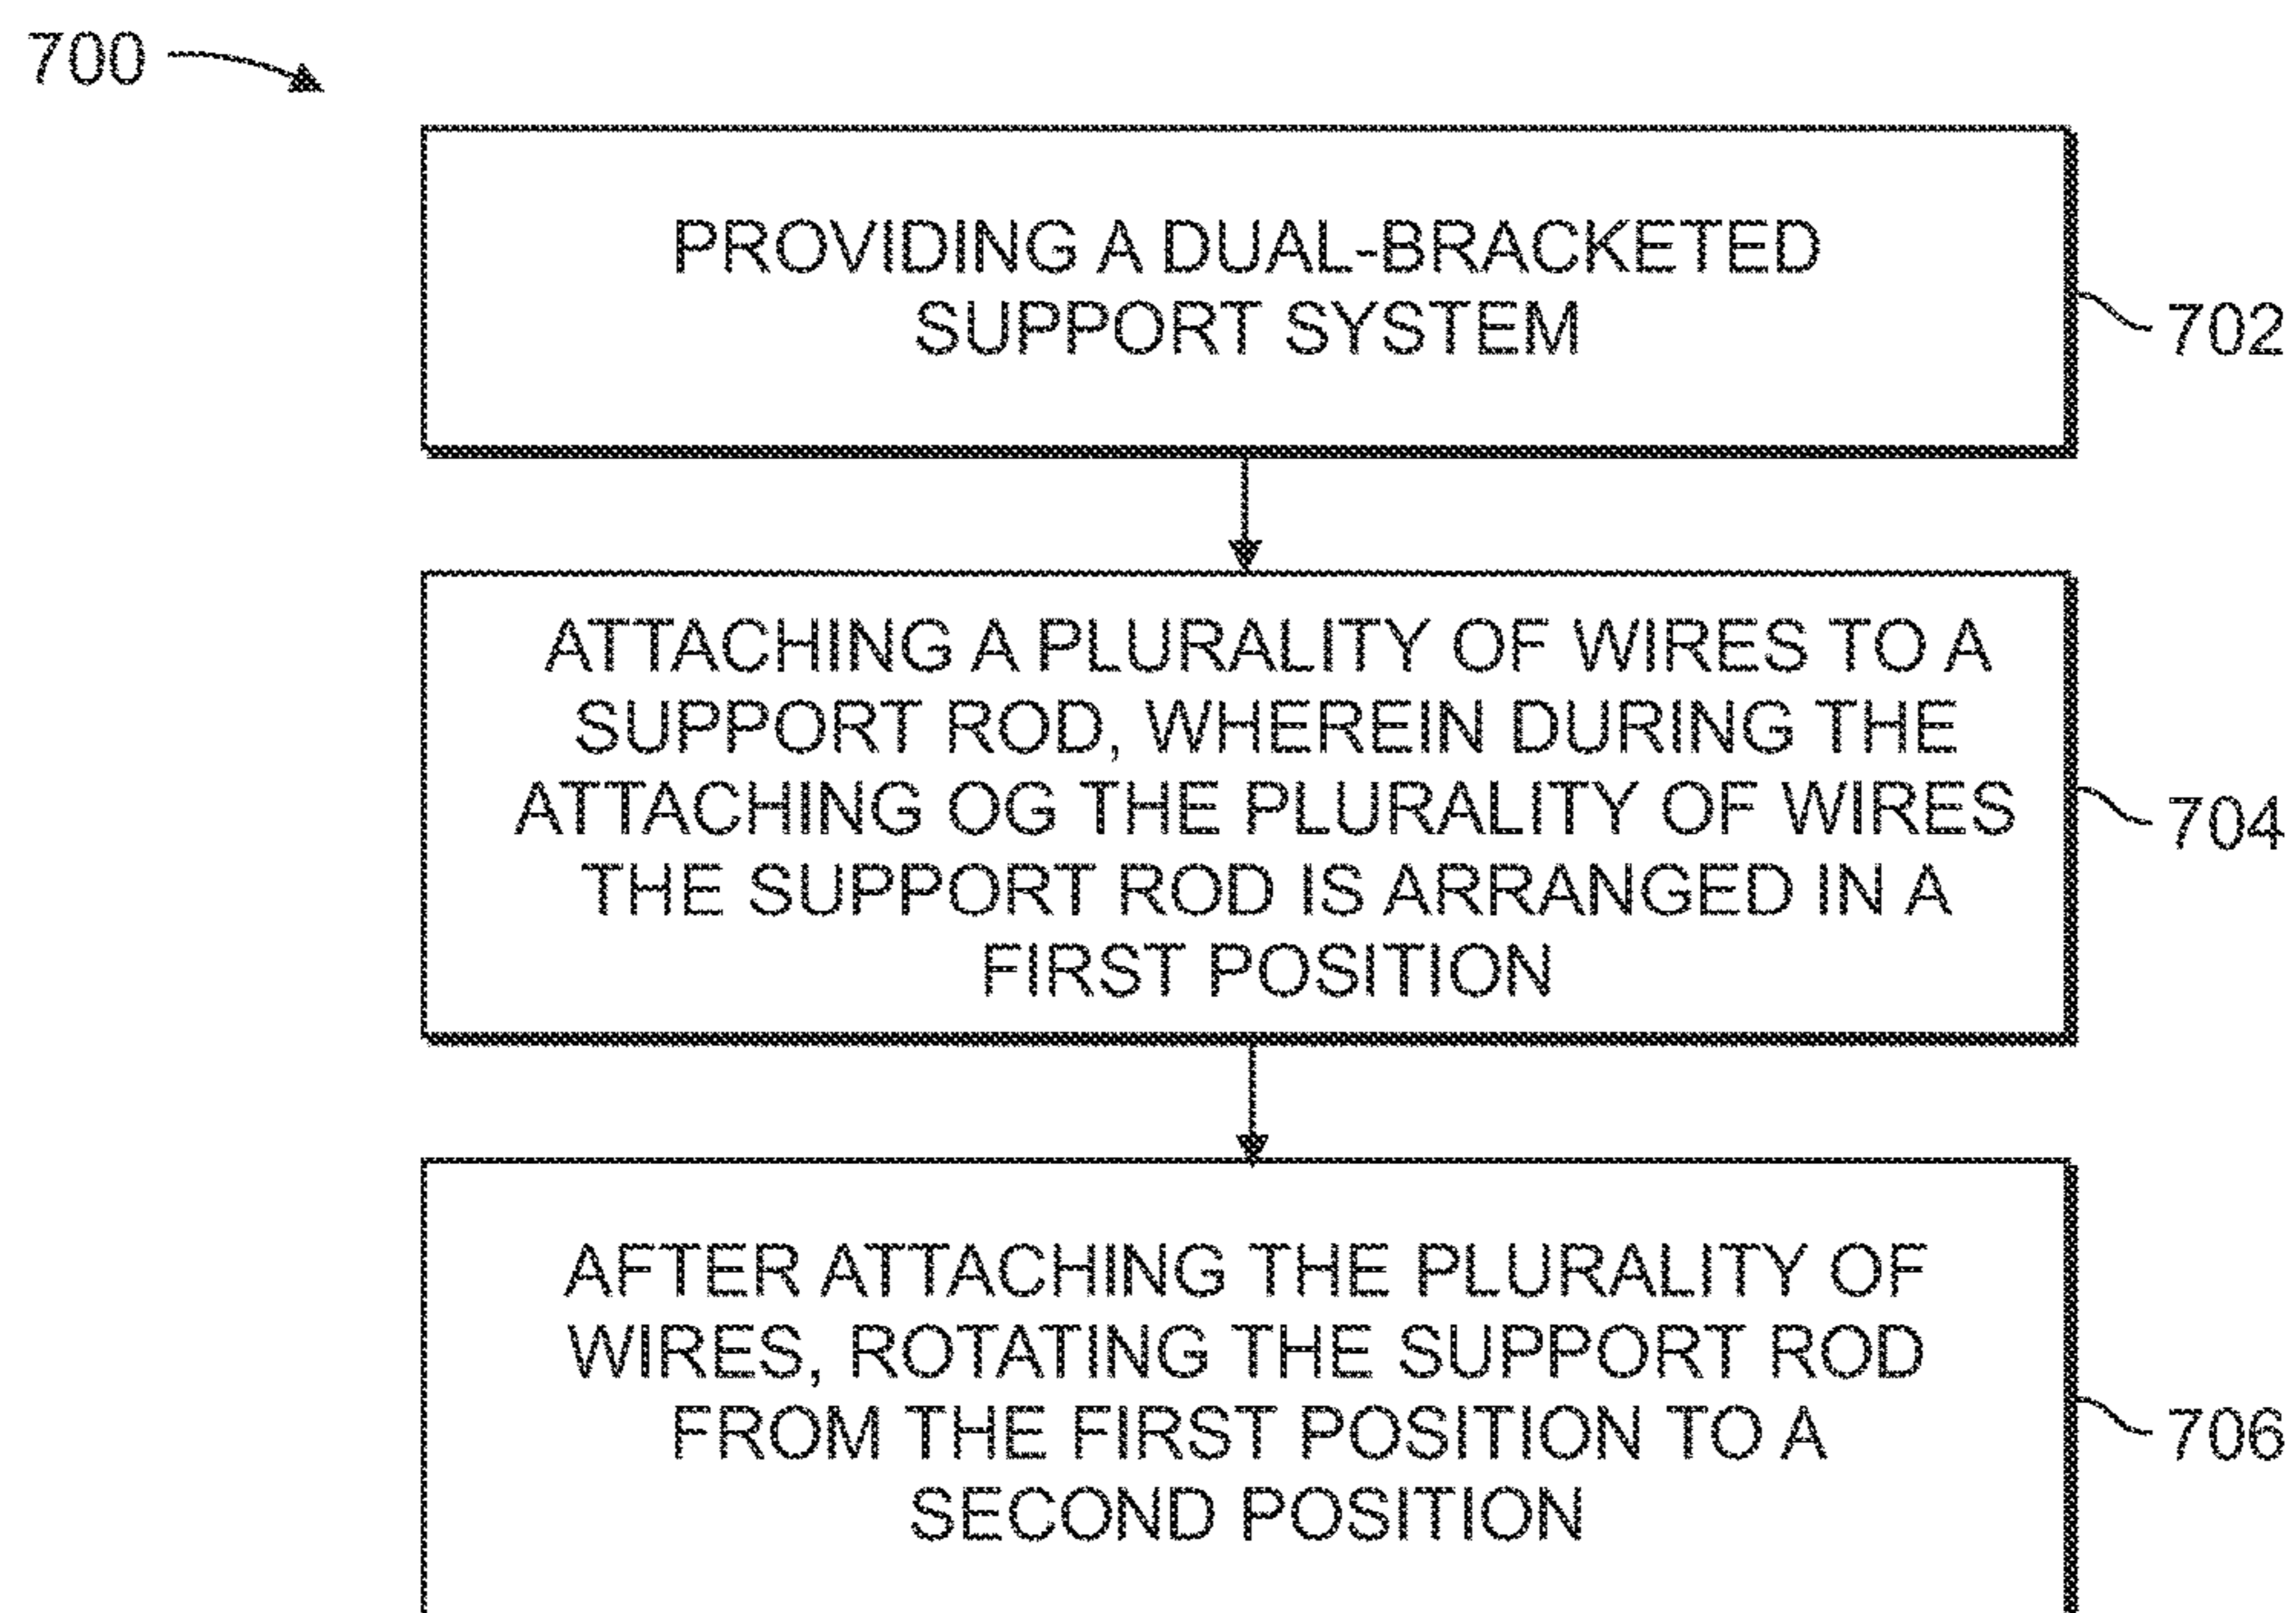 700
PROVIDING A DUAL-BRACKETED
SUPPORT SYSTEM
702
ATTACHING A PLURALITY OF WIRES TO A
SUPPORT ROD, WHEREIN DURING THE
ATTACHING OG THE PLURALITY OF WIRES
THE SUPPORT ROD IS ARRANGED IN A
FIRST POSITION
704
AFTER ATTACHING THE PLURALITY OF
WIRES, ROTATING THE SUPPORT ROD
FROM THE FIRST POSITION TO A
SECOND POSITION
706